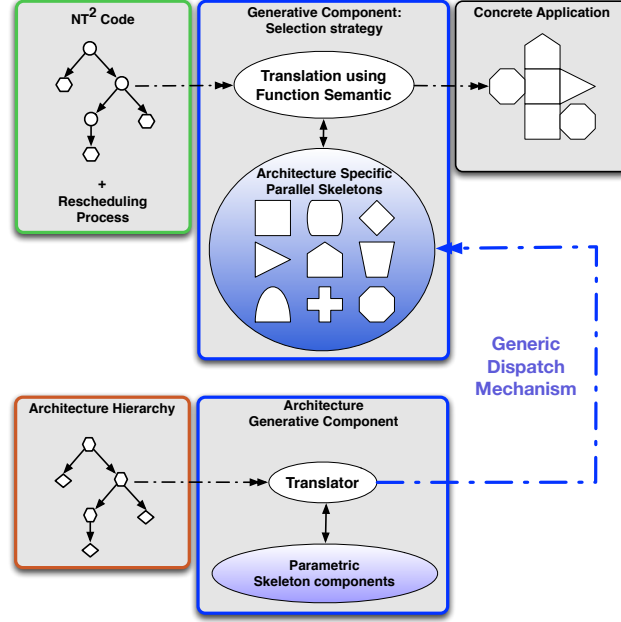 NT² Code
+
Rescheduling
Process
Generative Component:
Selection strategy
Translation using
Function Semantic
Architecture Specific
Parallel Skeletons
Concrete Application
Generic
Dispatch
Mechanism
Architecture Hierarchy
Architecture
Generative Component
Translator
Parametric
Skeleton components